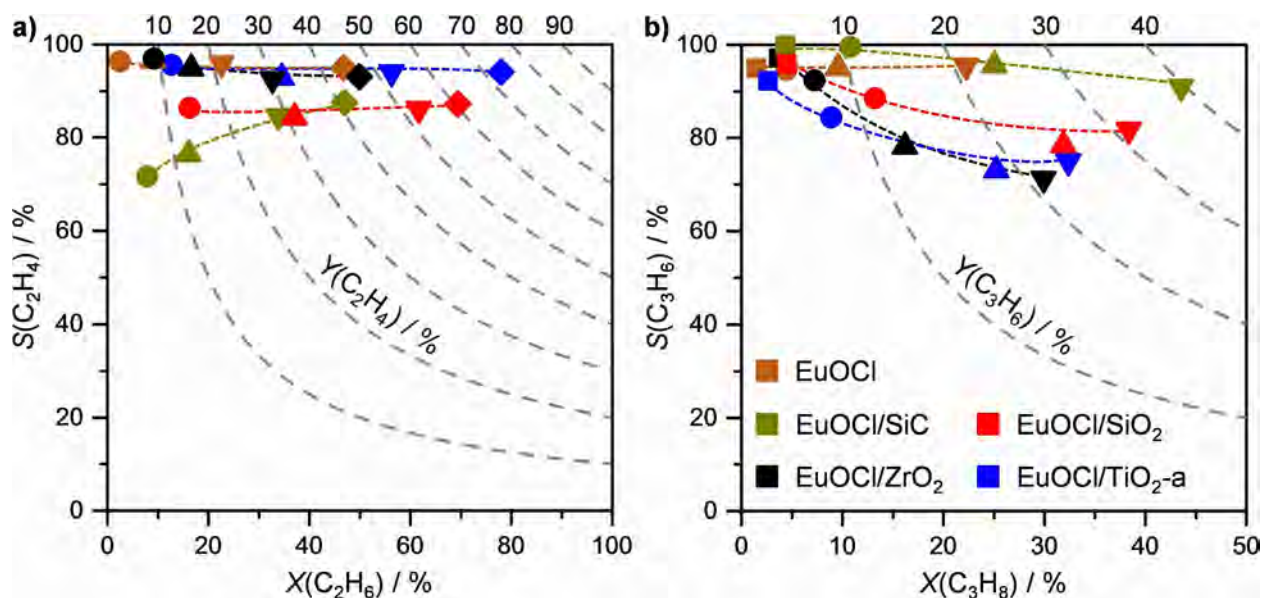 a)
10 20 30 40 50 60 70 80 90
100
80
60
40
20
0
S(C₂H₄) / %
Y(C₂H₄) / %
0 20 40 60 80 100
X(C₂H₆) / %
b)
10 20 30 40
100
80
60
40
20
0
S(C₃H₆) / %
Y(C₃H₆) / %
EuOCl
EuOCl/SiC
EuOCl/SiO₂
EuOCl/ZrO₂
EuOCl/TiO₂-a
0 10 20 30 40 50
X(C₃H₈) / %